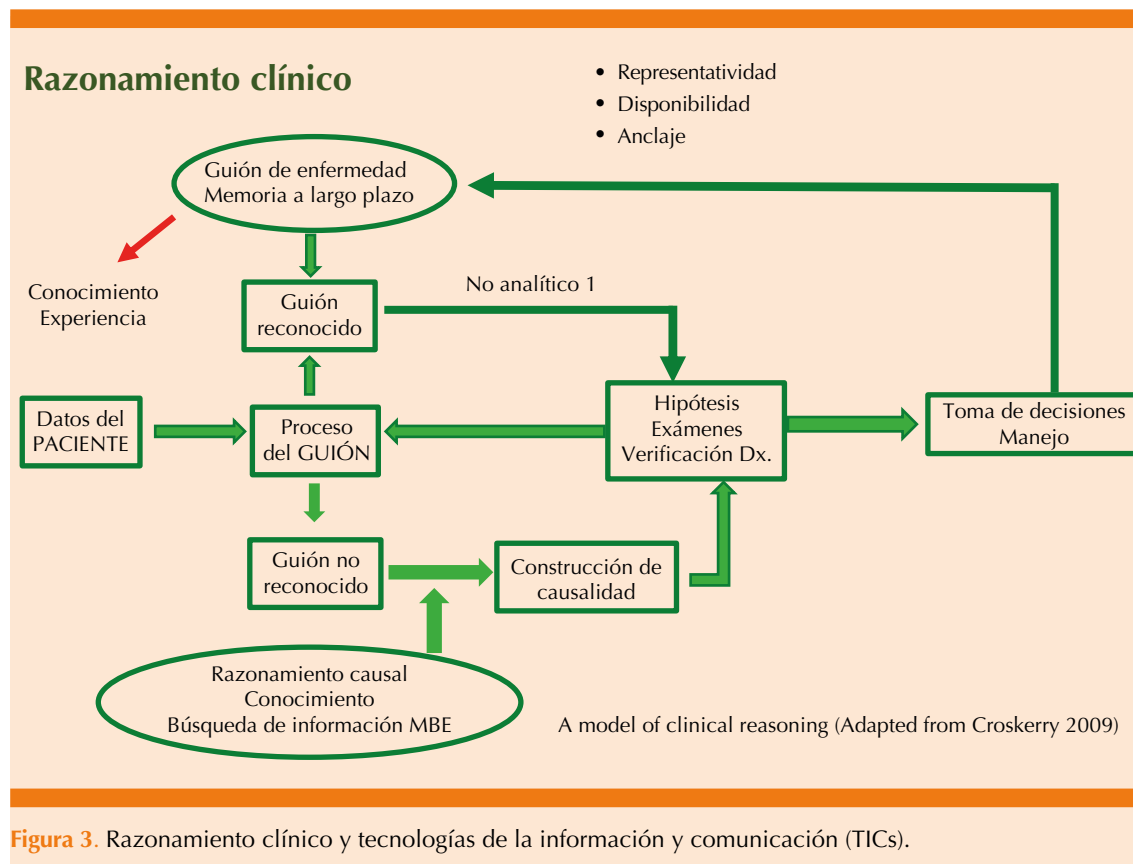 Razonamiento clínico
• Representatividad
• Disponibilidad
• Anclaje
Guión de enfermedad
Memoria a largo plazo
Conocimiento
Experiencia
Guión
reconocido
No analítico 1
Datos del
PACIENTE
Proceso
del GUIÓN
Hipótesis
Exámenes
Verificación Dx.
Toma de decisiones
Manejo
Guión no
reconocido
Construcción de
causalidad
Razonamiento causal
Conocimiento
Búsqueda de información MBE
A model of clinical reasoning (Adapted from Croskerry 2009)
Figura 3. Razonamiento clínico y tecnologías de la información y comunicación (TICs).